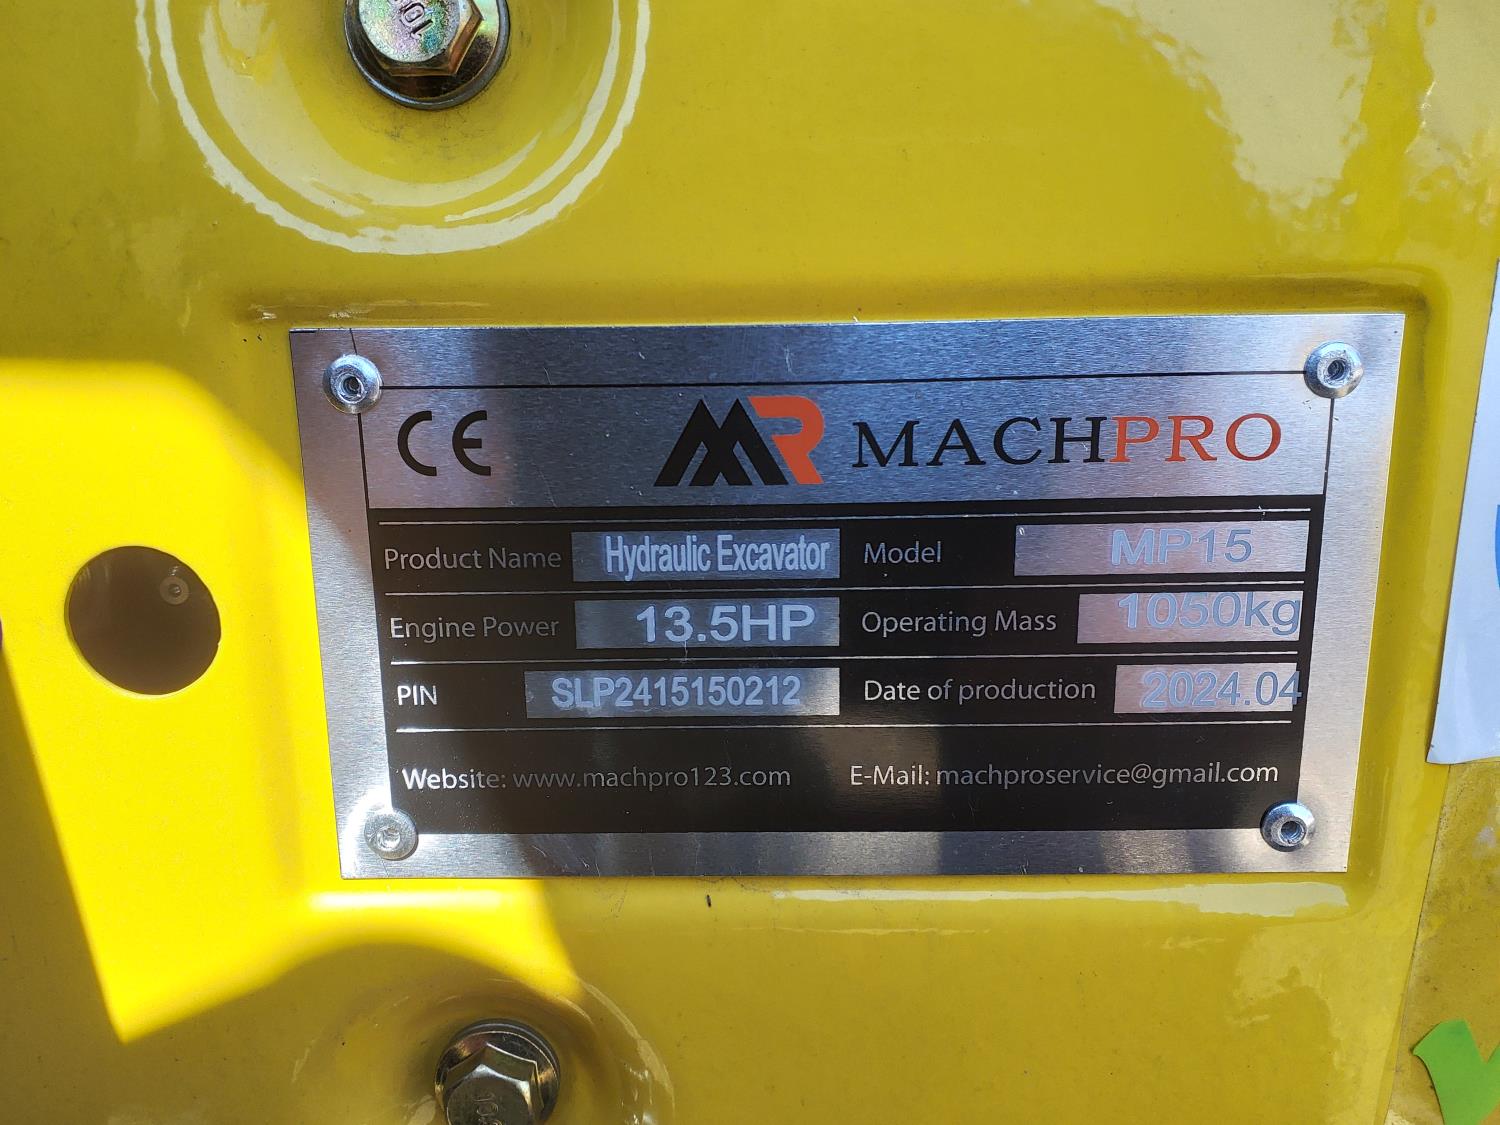 CE MR MACHPRO
Product Name Hydraulic Excavator Model MP15
Engine Power 13.5HP Operating Mass 1050kg
PIN SLP2415150212 Date of production 2024.04
Website: www.machpro123.com E-Mail: machproservice@gmail.com